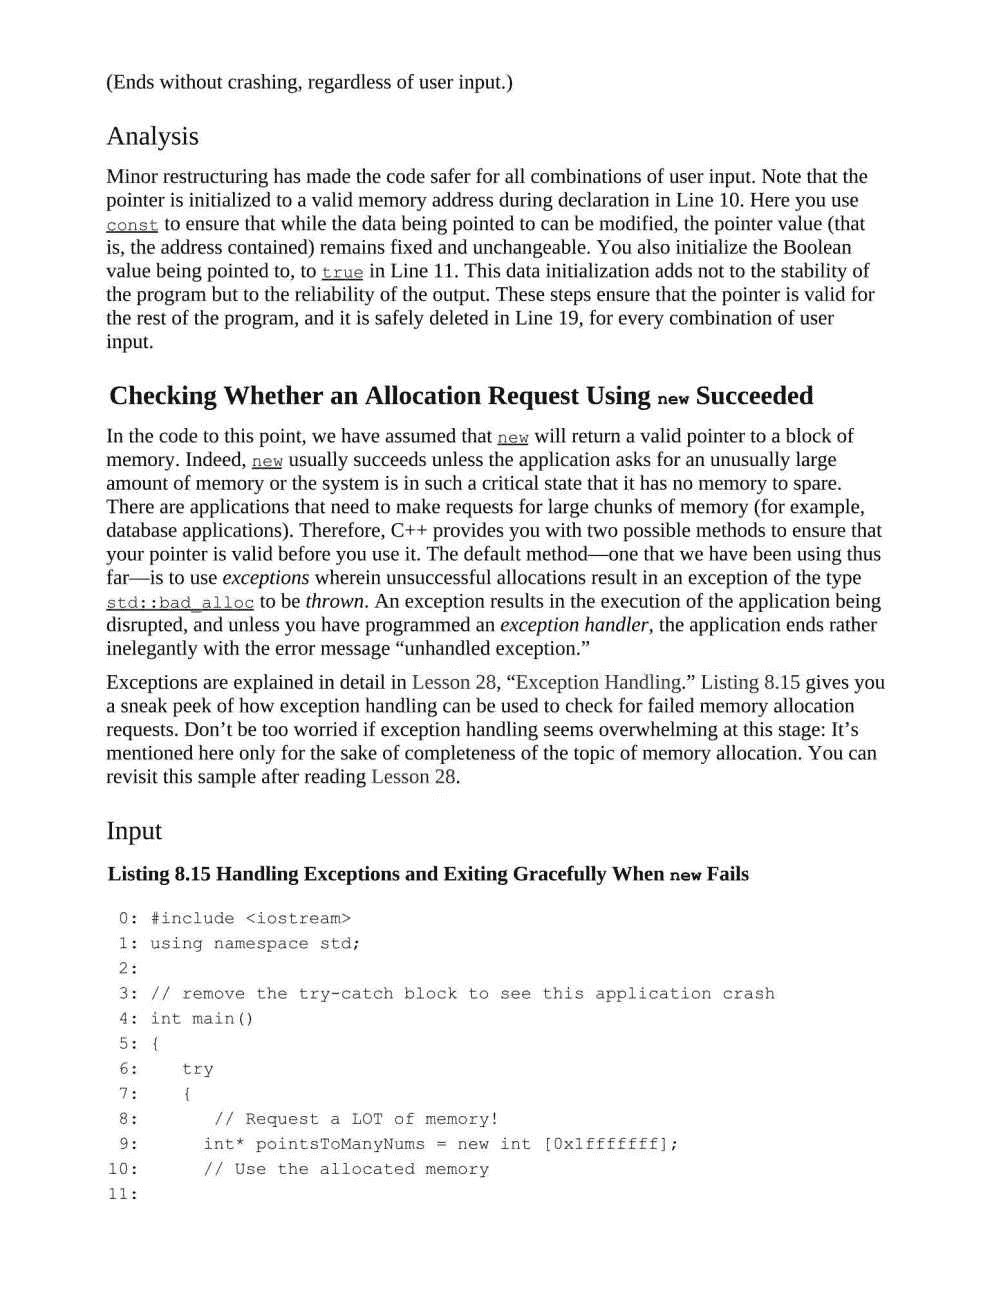 (Ends without crashing, regardless of user input.)
Analysis
Minor restructuring has made the code safer for all combinations of user input. Note that the
pointer is initialized to a valid memory address during declaration in Line 10. Here you use
const to ensure that while the data being pointed to can be modified, the pointer value (that
is, the address contained) remains fixed and unchangeable. You also initialize the Boolean
value being pointed to, to true in Line 11. This data initialization adds not to the stability of
the program but to the reliability of the output. These steps ensure that the pointer is valid for
the rest of the program, and it is safely deleted in Line 19, for every combination of user
input.
Checking Whether an Allocation Request Using new Succeeded
In the code to this point, we have assumed that new will return a valid pointer to a block of
memory. Indeed, new usually succeeds unless the application asks for an unusually large
amount of memory or the system is in such a critical state that it has no memory to spare.
There are applications that need to make requests for large chunks of memory (for example,
database applications). Therefore, C++ provides you with two possible methods to ensure that
your pointer is valid before you use it. The default method—one that we have been using thus
far—is to use exceptions wherein unsuccessful allocations result in an exception of the type
std::bad_alloc to be thrown. An exception results in the execution of the application being
disrupted, and unless you have programmed an exception handler, the application ends rather
inelegantly with the error message “unhandled exception.”
Exceptions are explained in detail in Lesson 28, “Exception Handling.” Listing 8.15 gives you
a sneak peek of how exception handling can be used to check for failed memory allocation
requests. Don’t be too worried if exception handling seems overwhelming at this stage: It’s
mentioned here only for the sake of completeness of the topic of memory allocation. You can
revisit this sample after reading Lesson 28.
Input
Listing 8.15 Handling Exceptions and Exiting Gracefully When new Fails
0: #include <iostream>
1: using namespace std;
2:
3: // remove the try-catch block to see this application crash
4: int main()
5: {
6:    try
7:    {
8:       // Request a LOT of memory!
9:      int* pointsToManyNums = new int [0x1fffffff];
10:      // Use the allocated memory
11: